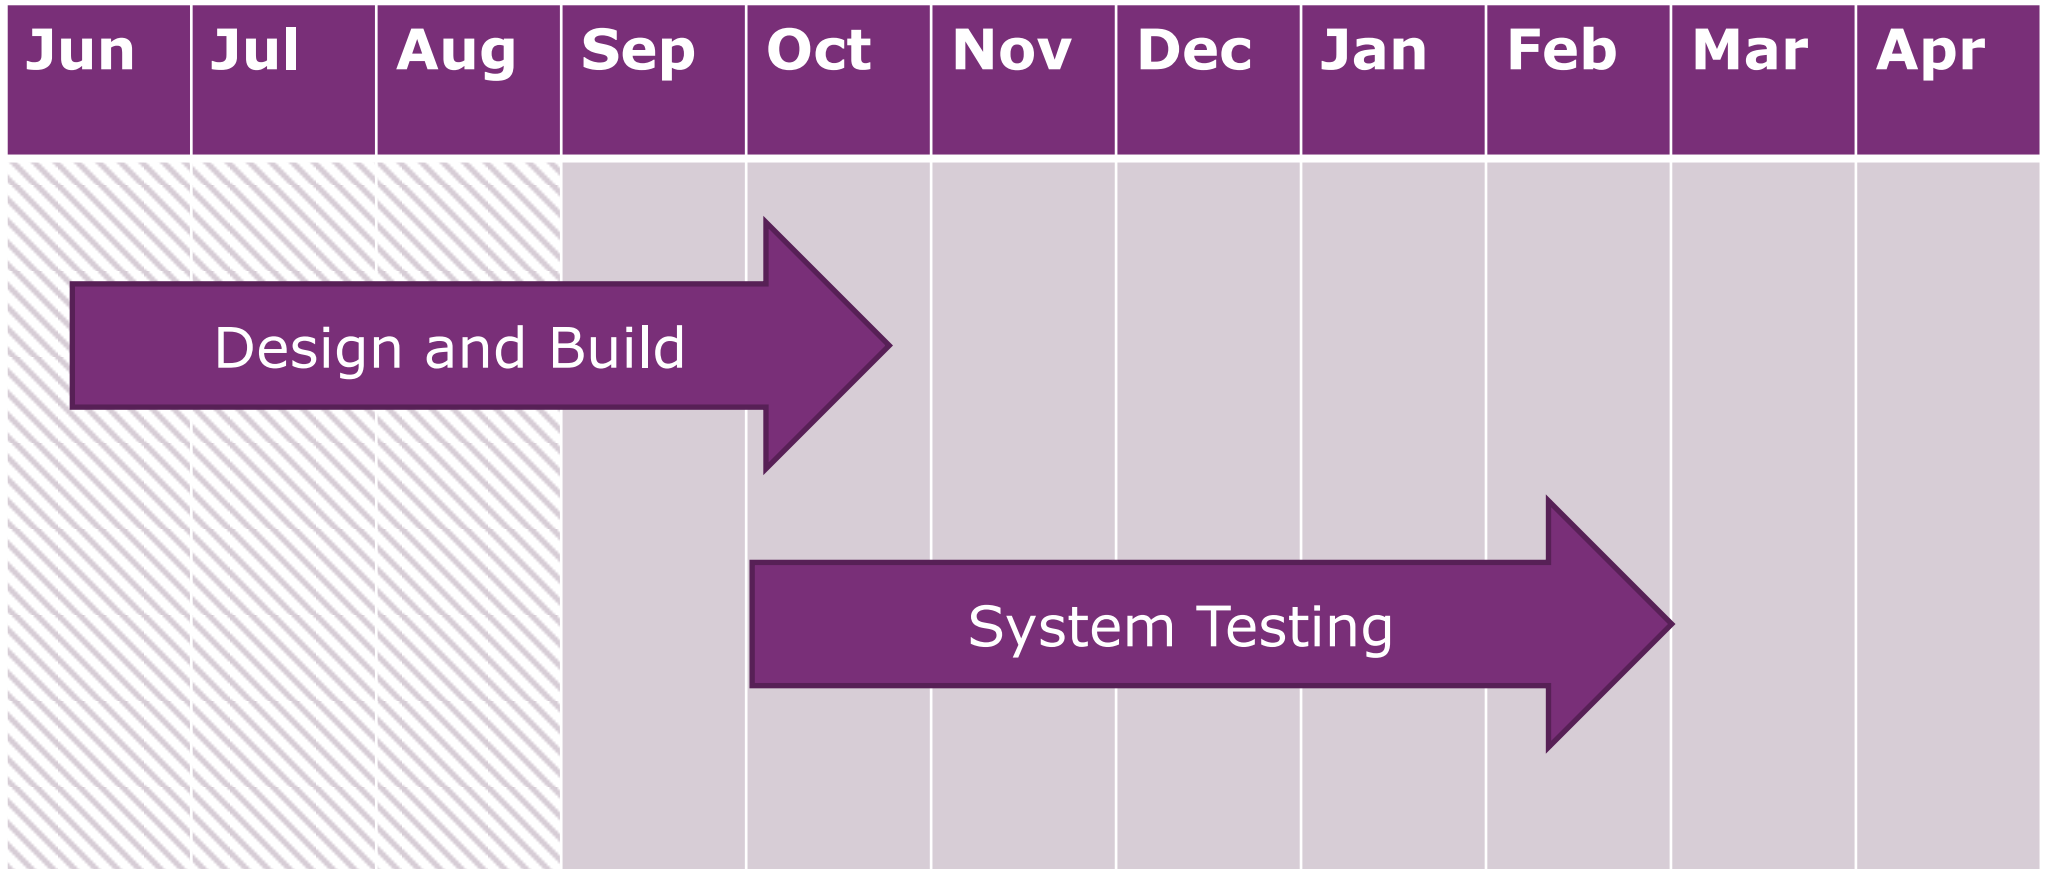 Jun Jul Aug Sep Oct Nov Dec Jan Feb Mar Apr
Design and Build
System Testing